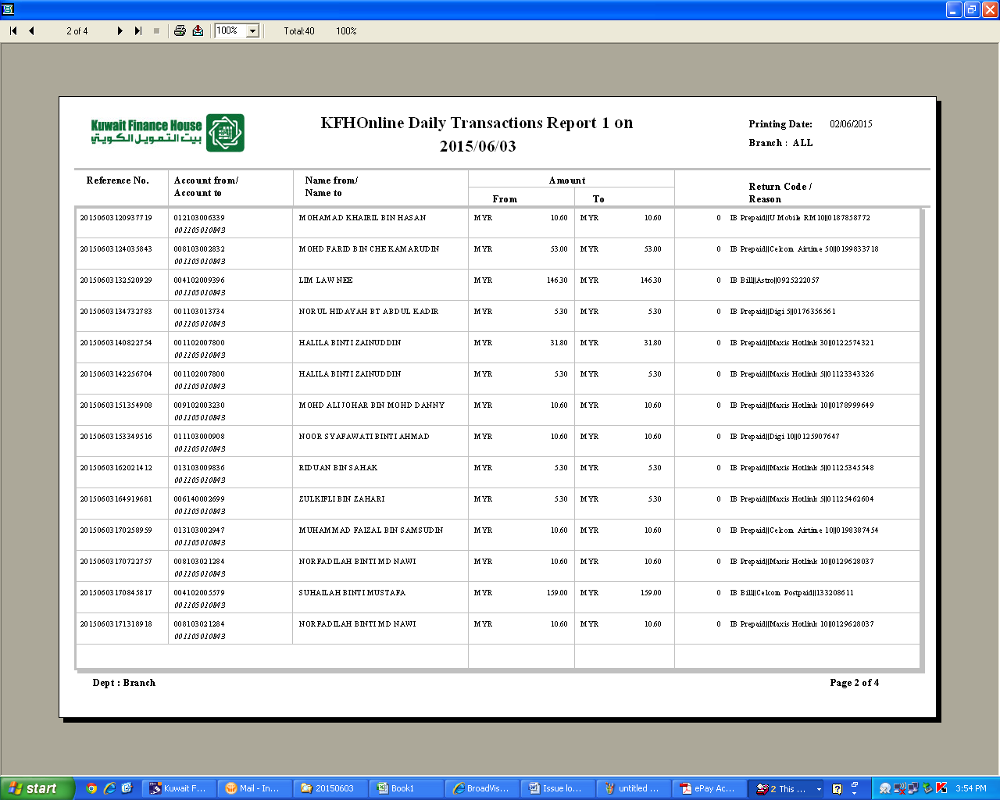 2 of 4 100% Total:40 100%
Kuwait Finance House
بيت التمويل الكويتي
KFHOnline Daily Transactions Report 1 on
2015/06/03
Printing Date: 02/06/2015
Branch : ALL
Reference No. Account from/ Name from/ Amount Return Code /
Account to Name to From To Reason
20150603120937719 012103006339 MOHAMAD KHAIRIL BIN HASAN MYR 10.60 MYR 10.60 0 IB Prepaid||U Mobile RM10||0187858772
001105010843
20150603124035843 008103002832 MOHD FARID BIN CHE KAMARUDIN MYR 53.00 MYR 53.00 0 IB Prepaid||Celcom Airtime 50||0199833718
001105010843
20150603132520929 004102009396 LIM LAW NEE MYR 146.30 MYR 146.30 0 IB Bill||Astro||0925222057
001105010843
20150603134732783 001103013734 NORUL HIDAYAH BT ABDUL KADIR MYR 5.30 MYR 5.30 0 IB Prepaid||Digi 5||0176356561
001105010843
20150603140822754 001102007800 HALILA BINTI ZAINUDDIN MYR 31.80 MYR 31.80 0 IB Prepaid||Maxis Hotlink 30||0122574321
001105010843
20150603142256704 001102007800 HALILA BINTI ZAINUDDIN MYR 5.30 MYR 5.30 0 IB Prepaid||Maxis Hotlink 5||01123343326
001105010843
20150603151354908 009102003230 MOHD ALI JOHAR BIN MOHD DANNY MYR 10.60 MYR 10.60 0 IB Prepaid||Maxis Hotlink 10||0178999649
001105010843
20150603153349516 011103000908 NOOR SYAFAWATI BINTI AHMAD MYR 10.60 MYR 10.60 0 IB Prepaid||Digi 10||0125907647
001105010843
20150603162021412 013103009836 RIDUAN BIN SAHAK MYR 5.30 MYR 5.30 0 IB Prepaid||Maxis Hotlink 5||01125345548
001105010843
20150603164919681 006140002699 ZULKIFLI BIN ZAHARI MYR 5.30 MYR 5.30 0 IB Prepaid||Maxis Hotlink 5||01125462604
001105010843
20150603170258959 013103002947 MUHAMMAD FAIZAL BIN SAMSUDIN MYR 10.60 MYR 10.60 0 IB Prepaid||Celcom Airtime 10||0198387454
001105010843
20150603170722757 008103021284 NORFADILAH BINTI MD NAWI MYR 10.60 MYR 10.60 0 IB Prepaid||Maxis Hotlink 10||0129628037
001105010843
20150603170845817 004102005579 SUHAILAH BINTI MUSTAFA MYR 159.00 MYR 159.00 0 IB Bill||Celcom Postpaid||133208611
001105010843
20150603171318918 008103021284 NORFADILAH BINTI MD NAWI MYR 10.60 MYR 10.60 0 IB Prepaid||Maxis Hotlink 10||0129628037
001105010843
Dept : Branch Page 2 of 4
start Kuwait F... Mail - In... 20150603 Book1 BroadVis... Issue lo... untitled ... ePay Ac... 2 This ... 3:54 PM